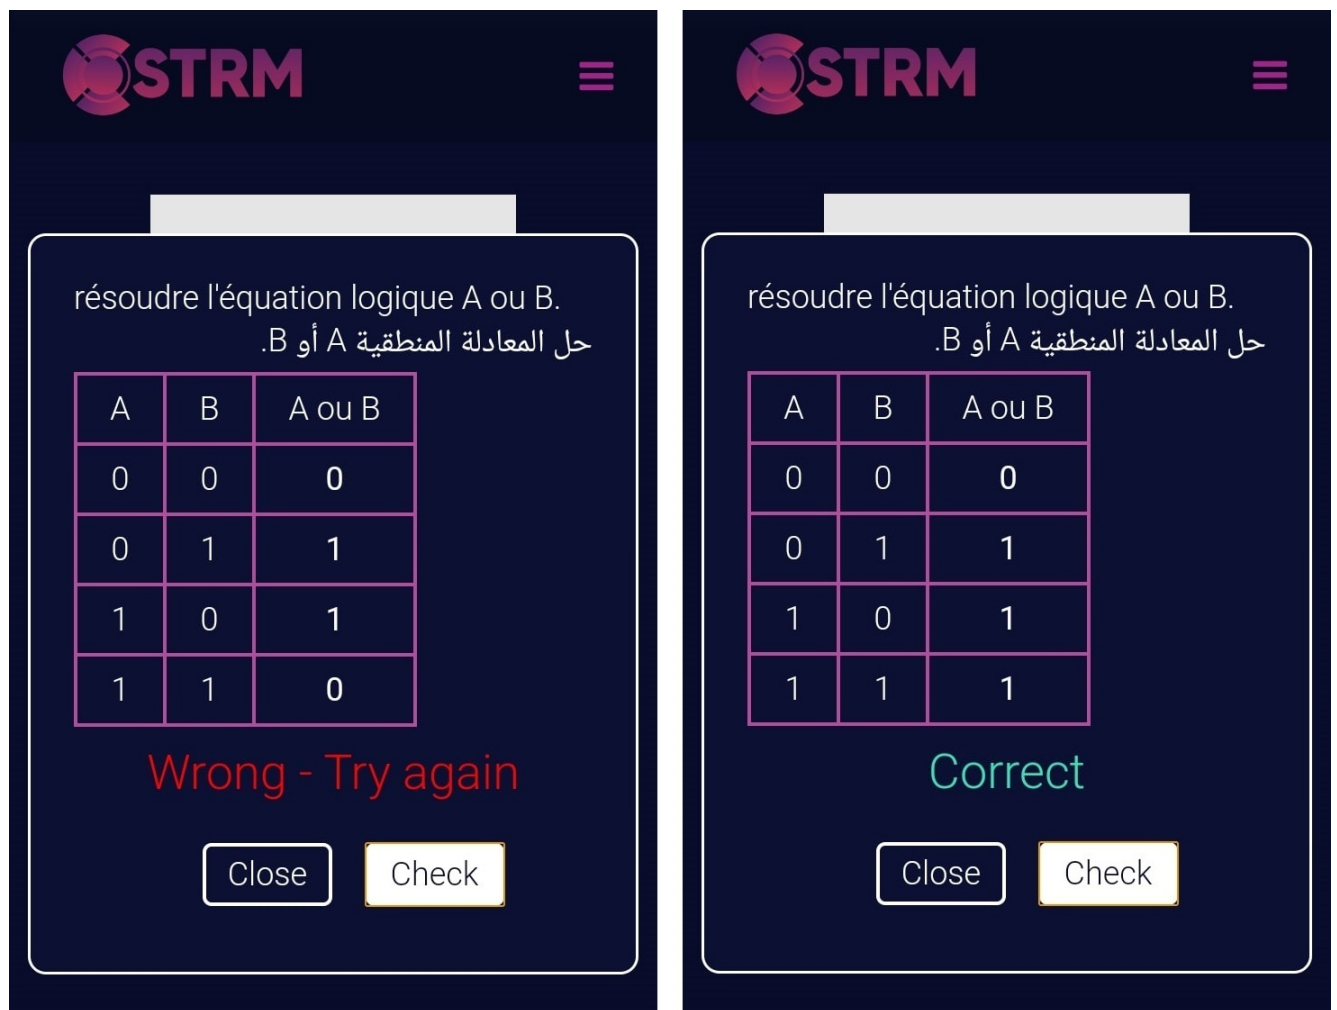 STRM
résoudre l'équation logique A ou B.
حل المعادلة المنطقية A أو B.
A B A ou B
0 0 0
0 1 1
1 0 1
1 1 0
Wrong - Try again
Close Check
STRM
résoudre l'équation logique A ou B.
حل المعادلة المنطقية A أو B.
A B A ou B
0 0 0
0 1 1
1 0 1
1 1 1
Correct
Close Check